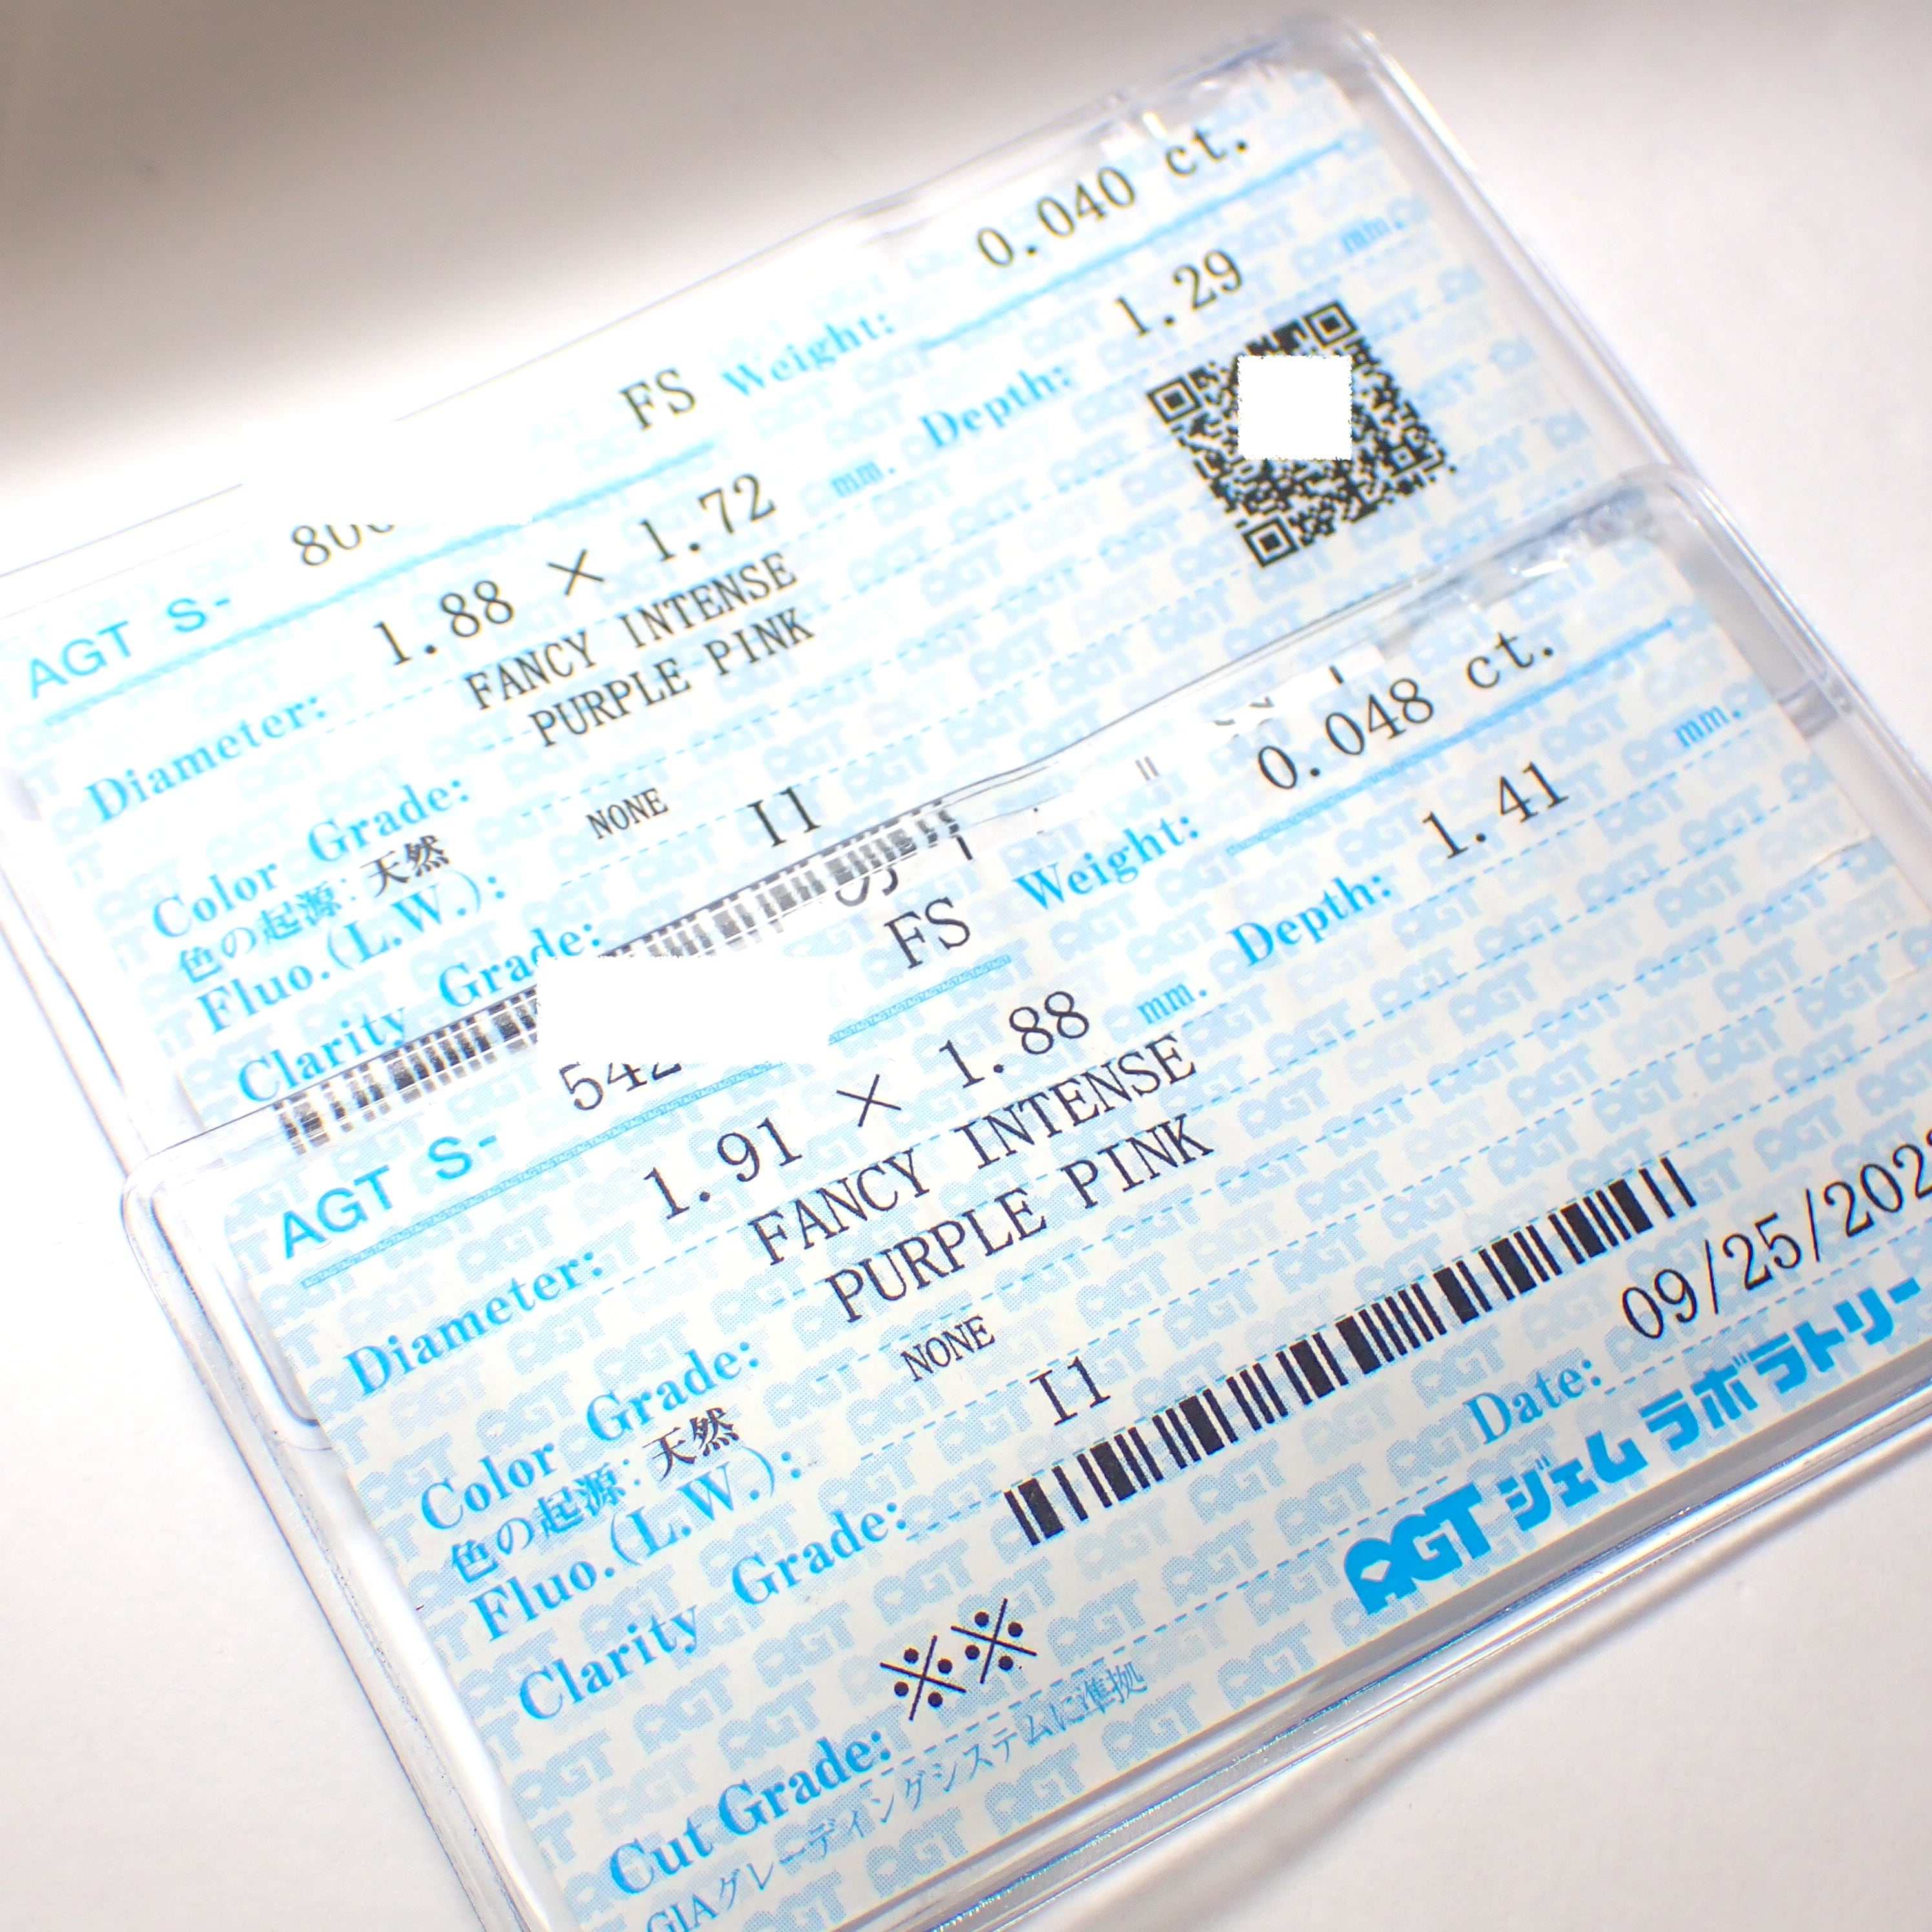 AGT S- FS Weight: 0.040 ct.
Diameter: 1.88 × 1.72 mm. Depth: 1.29 mm.
Color Grade: FANCY INTENSE
PURPLE PINK
色の起源: 天然
Fluo.(L.W.): NONE
Clarity Grade: I1
AGT S- FS Weight: 0.048 ct.
Diameter: 1.91 × 1.88 mm. Depth: 1.41 mm.
Color Grade: FANCY INTENSE
PURPLE PINK
色の起源: 天然
Fluo.(L.W.): NONE
Clarity Grade: I1
Cut Grade: ※※
Date: 09/25/202
GIAグレーディングシステムに準拠
AGT ジェム ラボラトリー